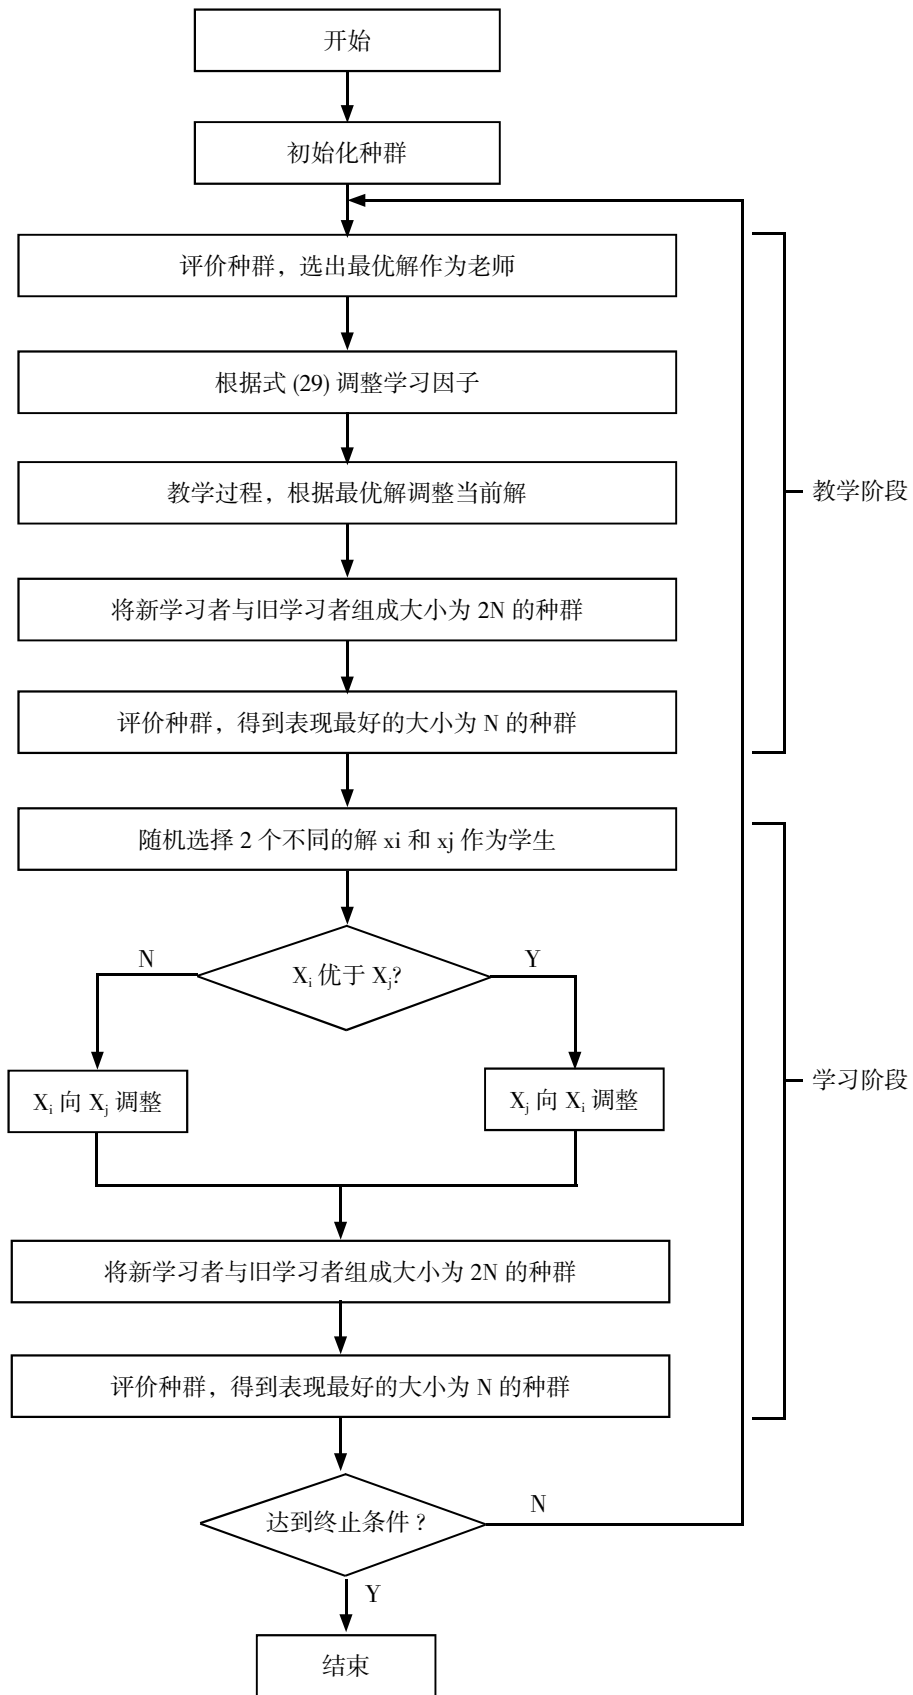 开始
初始化种群
评价种群，选出最优解作为老师
根据式 (29) 调整学习因子
教学过程，根据最优解调整当前解
教学阶段
将新学习者与旧学习者组成大小为 2N 的种群
评价种群，得到表现最好的大小为 N 的种群
随机选择 2 个不同的解 xi 和 xj 作为学生
N
Y
Xi 优于 Xj?
学习阶段
Xi 向 Xj 调整
Xj 向 Xi 调整
将新学习者与旧学习者组成大小为 2N 的种群
评价种群，得到表现最好的大小为 N 的种群
N
达到终止条件？
Y
结束